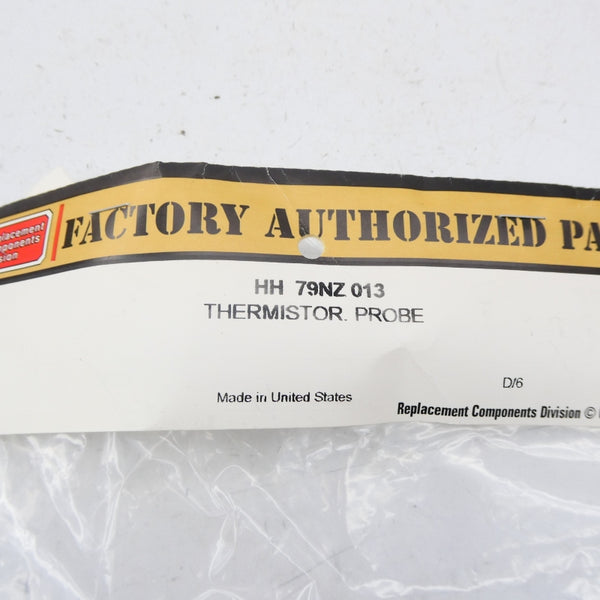 Replacement
Components
Division
FACTORY AUTHORIZED PA
HH 79NZ 013
THERMISTOR. PROBE
D/6
Made in United States
Replacement Components Division ©